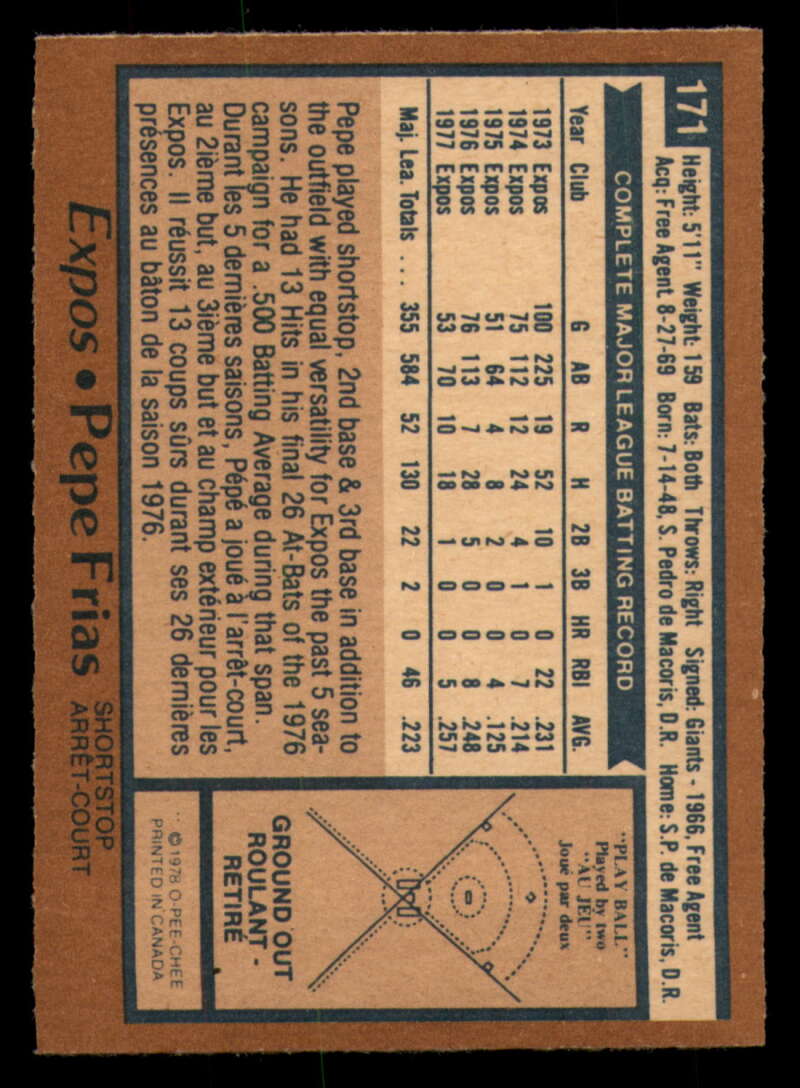 171
Height: 5'11" Weight: 159 Bats: Both Throws: Right Signed: Giants - 1966, Free Agent
Acq: Free Agent 8-27-69 Born: 7-14-48, S. Pedro de Macoris, D.R. Home: S.P. de Macoris, D.R.
COMPLETE MAJOR LEAGUE BATTING RECORD
Year Club G AB R H 2B 3B HR RBI AVG.
1973 Expos 100 225 19 52 10 1 0 22 .231
1974 Expos 75 112 12 24 4 1 0 7 .214
1975 Expos 51 64 4 8 2 0 0 4 .125
1976 Expos 76 113 7 28 5 0 0 8 .248
1977 Expos 53 70 10 18 1 0 0 5 .257
Maj. Lea. Totals ... 355 584 52 130 22 2 0 46 .223
Pepe played shortstop, 2nd base & 3rd base in addition to
the outfield with equal versatility for Expos the past 5 sea-
sons. He had 13 Hits in his final 26 At-Bats of the 1976
campaign for a .500 Batting Average during that span.
Durant les 5 dernières saisons, Pépé a joué à l'arrêt-court,
au 2ième but, au 3ième but et au champ extérieur pour les
Expos. Il réussit 13 coups sûrs durant ses 26 dernières
présences au bâton de la saison 1976.
"PLAY BALL"
Played by two
"AU JEU"
Joué par deux
GROUND OUT
ROULANT -
RETIRÉ
© 1978 O-PEE-CHEE
PRINTED IN CANADA
Expos • Pepe Frias SHORTSTOP
ARRÊT-COURT